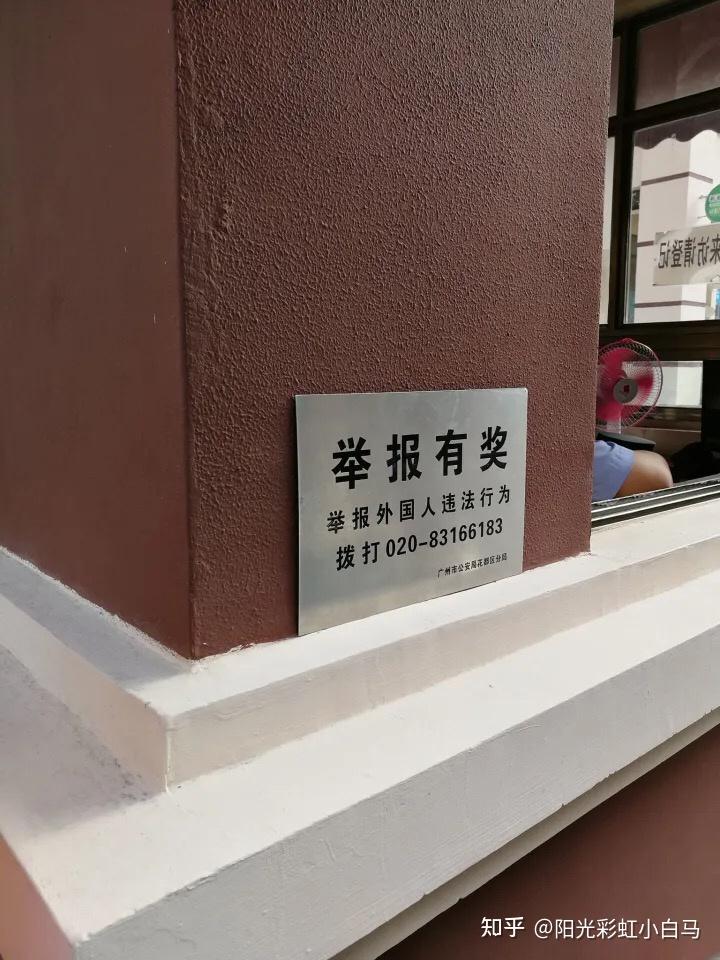 举报有奖
举报外国人违法行为
拨打020-83166183
广州市公安局花都区分局
来访请登记
知乎 @阳光彩虹小白马